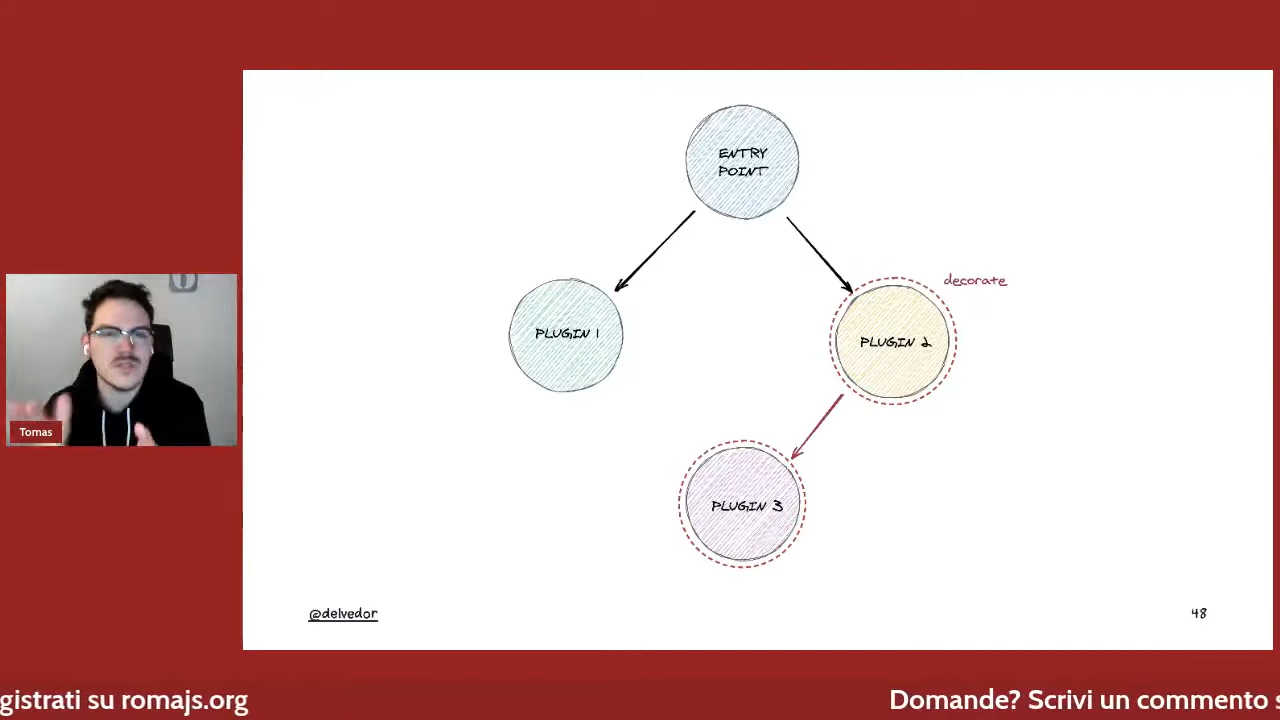 ENTRY
POINT
decorate
PLUGIN 1
PLUGIN 2
Tomas
PLUGIN 3
@delvedor
48
gistrati su romajs.org
Domande? Scrivi un commento s